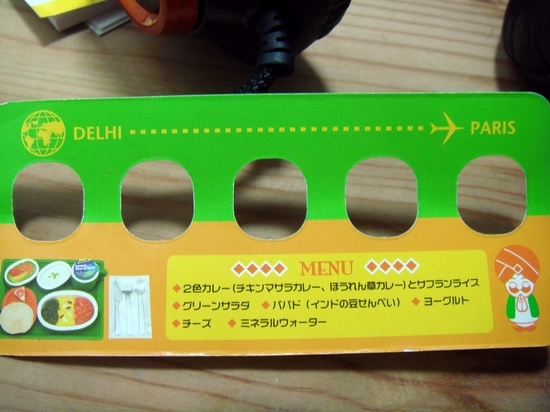 DELHI PARIS
MENU
◆2色カレー(チキンマサラカレー、ほうれん草カレー)とサフランライス
◆グリーンサラダ ◆パパド(インドの豆せんべい) ◆ヨーグルト
◆チーズ ◆ミネラルウォーター